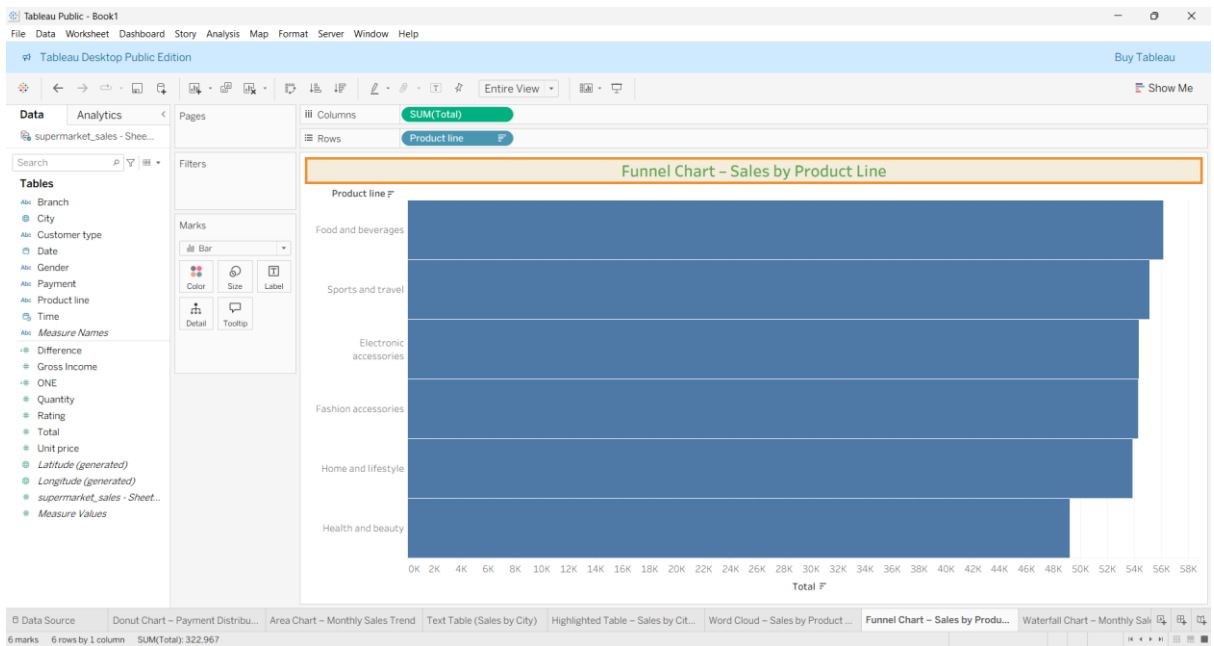 Tableau Public - Book1
File Data Worksheet Dashboard Story Analysis Map Format Server Window Help
Tableau Desktop Public Edition
Buy Tableau
Entire View
Show Me
Data
Analytics
supermarket_sales - Shee...
Search
Tables
Abc Branch
City
Abc Customer type
Date
Abc Gender
Abc Payment
Abc Product line
Time
Abc Measure Names
Difference
# Gross Income
ONE
# Quantity
# Rating
# Total
# Unit price
Latitude (generated)
Longitude (generated)
supermarket_sales - Sheet...
# Measure Values
Pages
Filters
Marks
Bar
Color
Size
Label
Detail
Tooltip
Columns
SUM(Total)
Rows
Product line
Funnel Chart – Sales by Product Line
Product line
Food and beverages
Sports and travel
Electronic
accessories
Fashion accessories
Home and lifestyle
Health and beauty
0K 2K 4K 6K 8K 10K 12K 14K 16K 18K 20K 22K 24K 26K 28K 30K 32K 34K 36K 38K 40K 42K 44K 46K 48K 50K 52K 54K 56K 58K
Total
Data Source
Donut Chart – Payment Distribu...
Area Chart – Monthly Sales Trend
Text Table (Sales by City)
Highlighted Table – Sales by Cit...
Word Cloud – Sales by Product ...
Funnel Chart – Sales by Produ...
Waterfall Chart – Monthly Sal
6 marks 6 rows by 1 column SUM(Total): 322,967